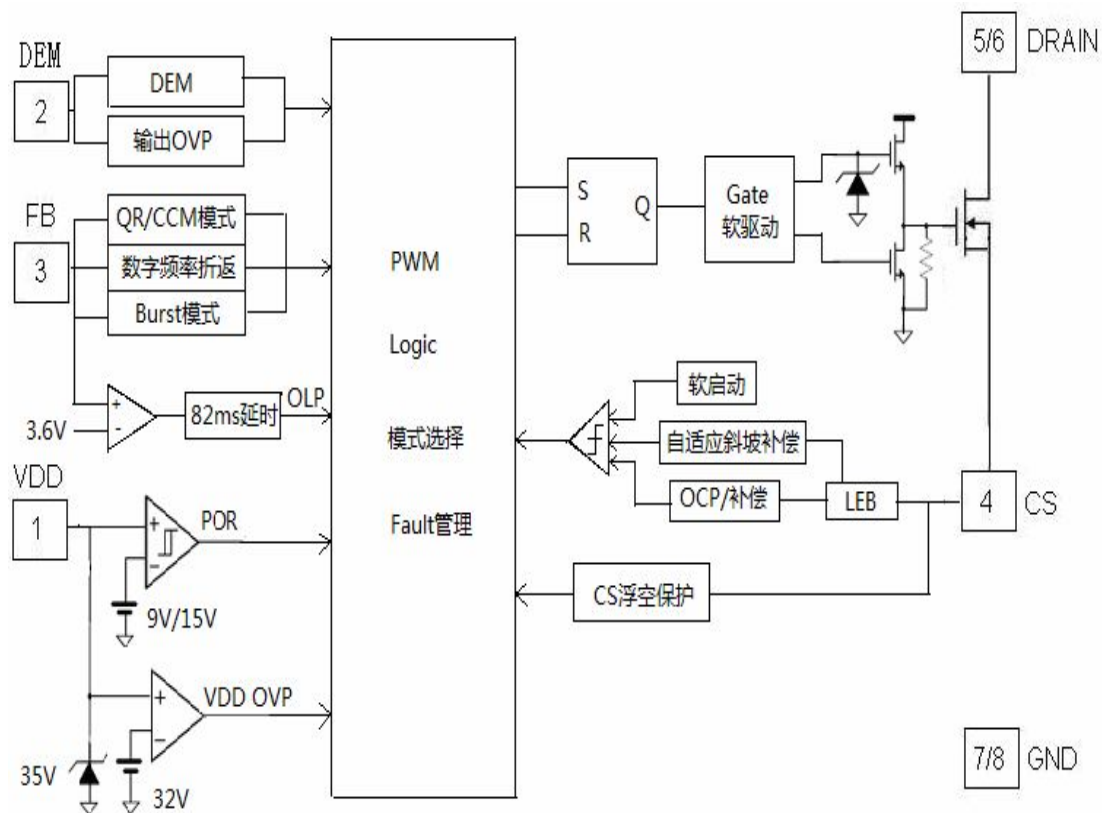 DEM
2
DEM
输出OVP
FB
3
QR/CCM模式
数字频率折返
Burst模式
+
-
3.6V
82ms延时
OLP
VDD
1
+
-
POR
9V/15V
+
-
VDD OVP
35V
32V
PWM
Logic
模式选择
Fault管理
S
R
Q
Gate
软驱动
5/6
DRAIN
软启动
自适应斜坡补偿
OCP/补偿
LEB
4
CS
CS浮空保护
7/8
GND